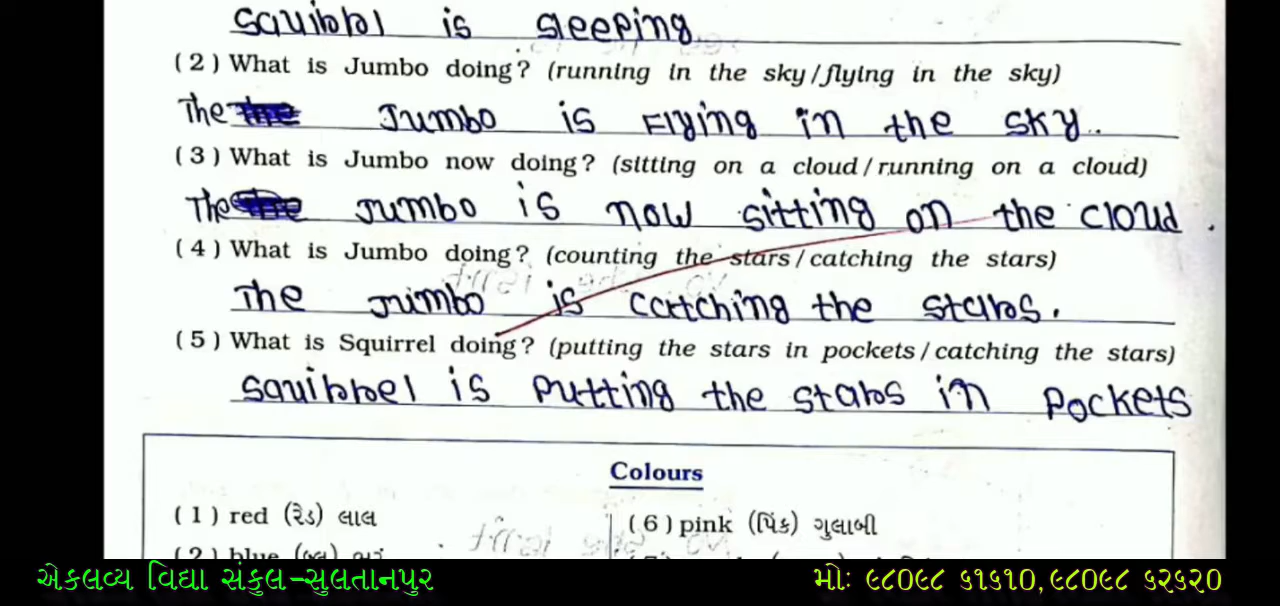 squirrel is sleeping
(2) What is Jumbo doing? (running in the sky/flying in the sky)
The Jumbo is Flying in the sky..
(3) What is Jumbo now doing? (sitting on a cloud/running on a cloud)
The Jumbo is now sitting on the cloud.
(4) What is Jumbo doing? (counting the stars/catching the stars)
The Jumbo is catching the stars.
(5) What is Squirrel doing? (putting the stars in pockets/catching the stars)
squirrel is putting the stars in pockets
Colours
(1) red (રેડ) લાલ
(6) pink (પિંક) ગુલાબી
(2) blue
એકલવ્ય વિદ્યા સંકુલ-સુલતાનપુર
મોઃ ૯૮૦૯૮ ૬૧૬૧૦,૯૮૦૯૮ ૬૨૬૨૦